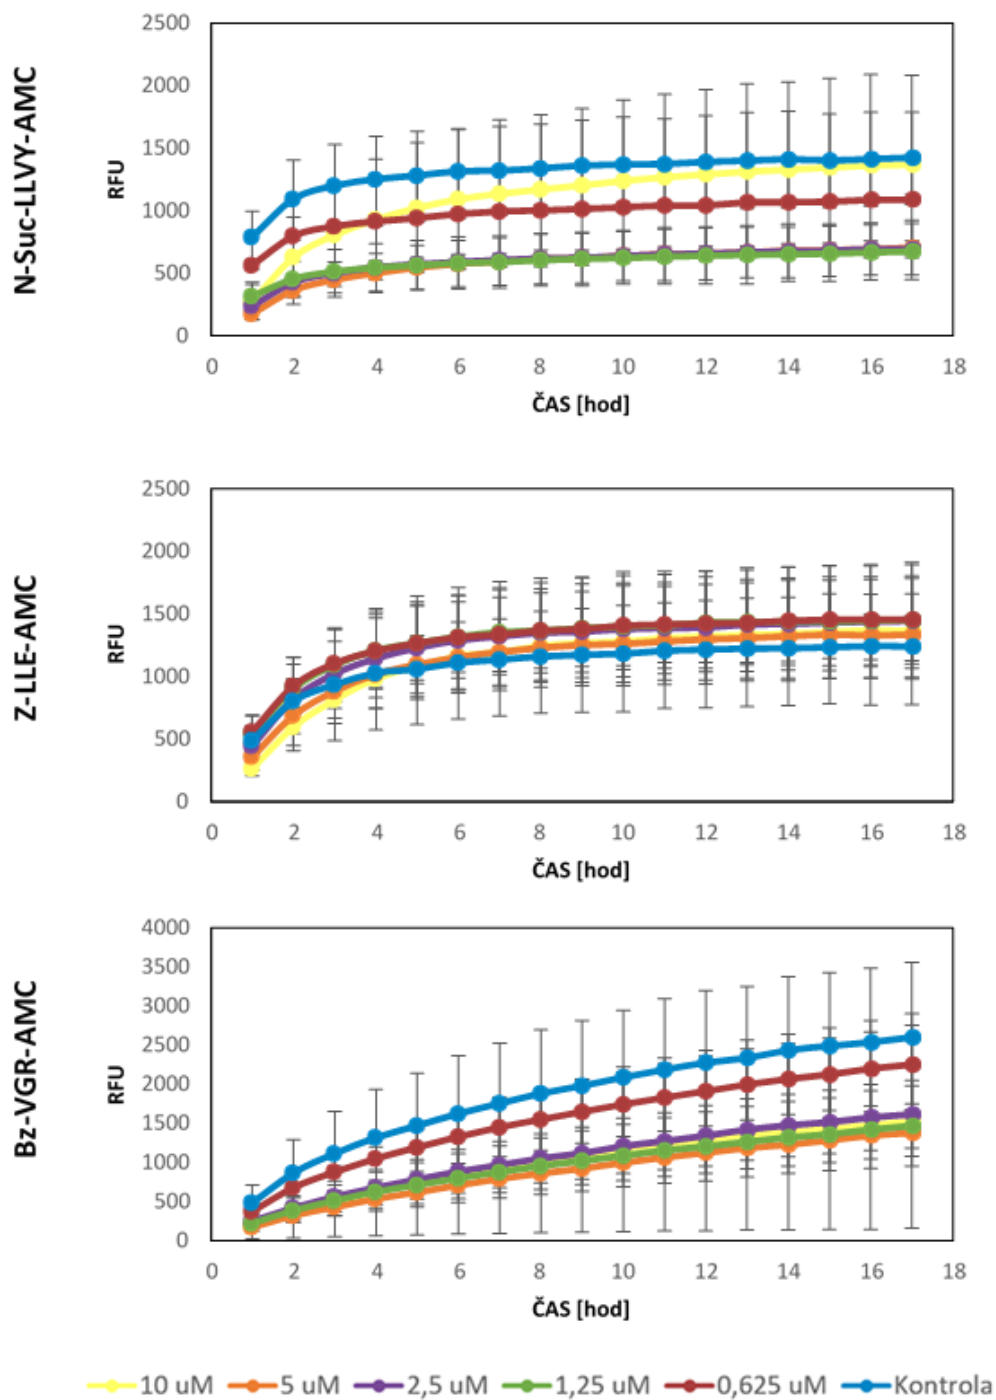 N-Suc-LLVY-AMC
RFU
2500
2000
1500
1000
500
0
0 2 4 6 8 10 12 14 16 18
ČAS [hod]
Z-LLE-AMC
RFU
2500
2000
1500
1000
500
0
0 2 4 6 8 10 12 14 16 18
ČAS [hod]
Bz-VGR-AMC
RFU
4000
3500
3000
2500
2000
1500
1000
500
0
0 2 4 6 8 10 12 14 16 18
ČAS [hod]
10 uM 5 uM 2,5 uM 1,25 uM 0,625 uM Kontrola